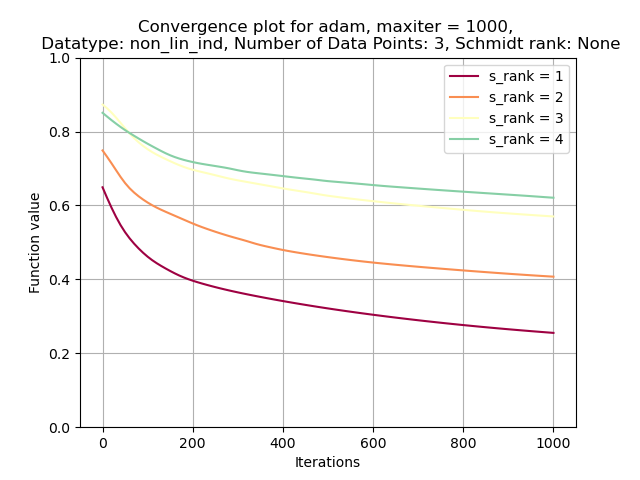 Convergence plot for adam, maxiter = 1000,
Datatype: non_lin_ind, Number of Data Points: 3, Schmidt rank: None
1.0
0.8
0.6
0.4
0.2
0.0
Function value
s_rank = 1
s_rank = 2
s_rank = 3
s_rank = 4
0 200 400 600 800 1000
Iterations